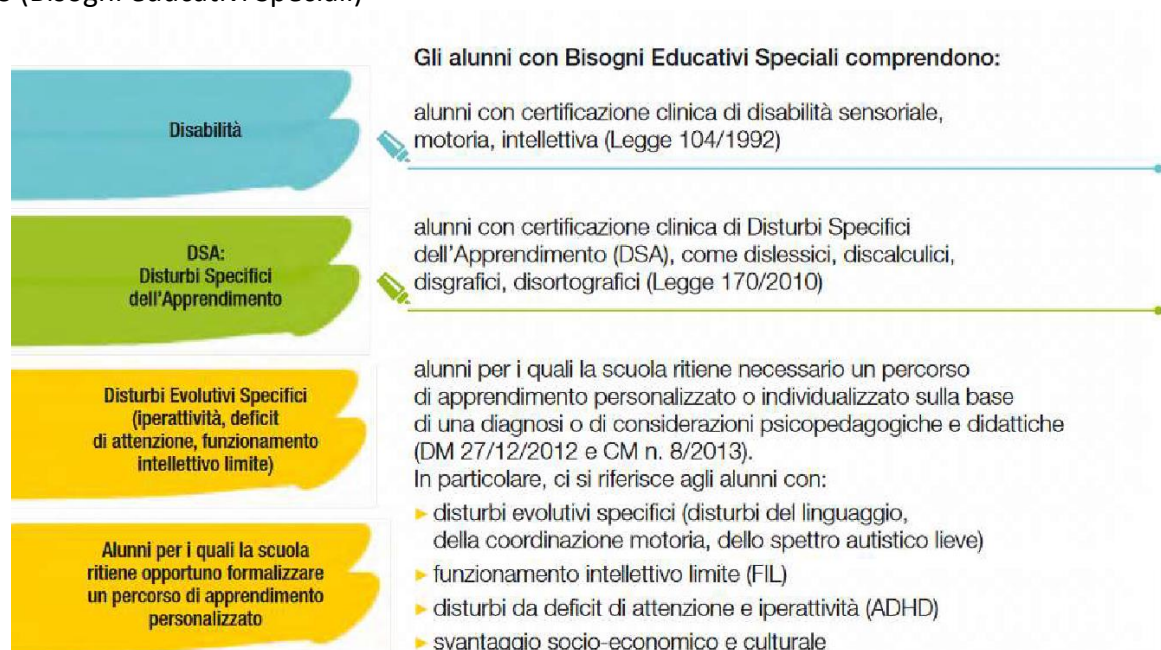 (Bisogni Educativi Speciali)
Gli alunni con Bisogni Educativi Speciali comprendono:
Disabilità
alunni con certificazione clinica di disabilità sensoriale,
motoria, intellettiva (Legge 104/1992)
DSA:
Disturbi Specifici
dell'Apprendimento
alunni con certificazione clinica di Disturbi Specifici
dell'Apprendimento (DSA), come dislessici, discalculici,
disgrafici, disortografici (Legge 170/2010)
Disturbi Evolutivi Specifici
(iperattività, deficit
di attenzione, funzionamento
intellettivo limite)
Alunni per i quali la scuola
ritiene opportuno formalizzare
un percorso di apprendimento
personalizzato
alunni per i quali la scuola ritiene necessario un percorso
di apprendimento personalizzato o individualizzato sulla base
di una diagnosi o di considerazioni psicopedagogiche e didattiche
(DM 27/12/2012 e CM n. 8/2013).
In particolare, ci si riferisce agli alunni con:
▸ disturbi evolutivi specifici (disturbi del linguaggio,
della coordinazione motoria, dello spettro autistico lieve)
▸ funzionamento intellettivo limite (FIL)
▸ disturbi da deficit di attenzione e iperattività (ADHD)
▸ svantaggio socio-economico e culturale